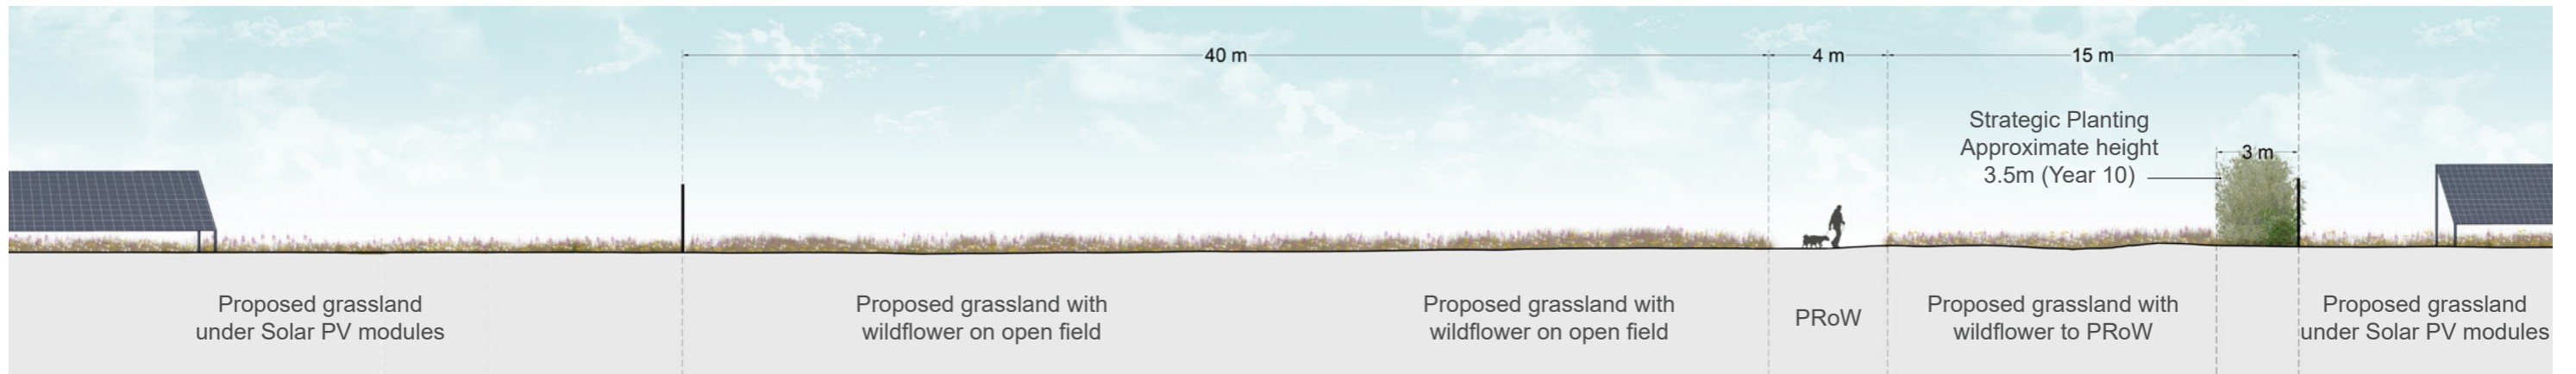 40 m
4 m
15 m
Strategic Planting
Approximate height
3.5m (Year 10)
3 m
Proposed grassland
under Solar PV modules
Proposed grassland with
wildflower on open field
Proposed grassland with
wildflower on open field
PRoW
Proposed grassland with
wildflower to PRoW
Proposed grassland
under Solar PV modules